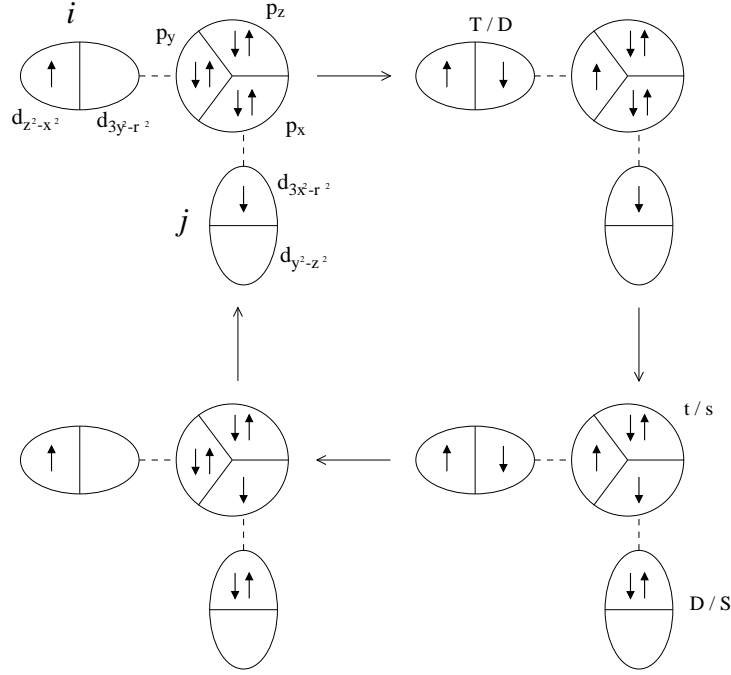 i
p_z
p_y
d_{z²-x²}
d_{3y²-r²}
p_x
T / D
j
d_{3x²-r²}
d_{y²-z²}
t / s
D / S